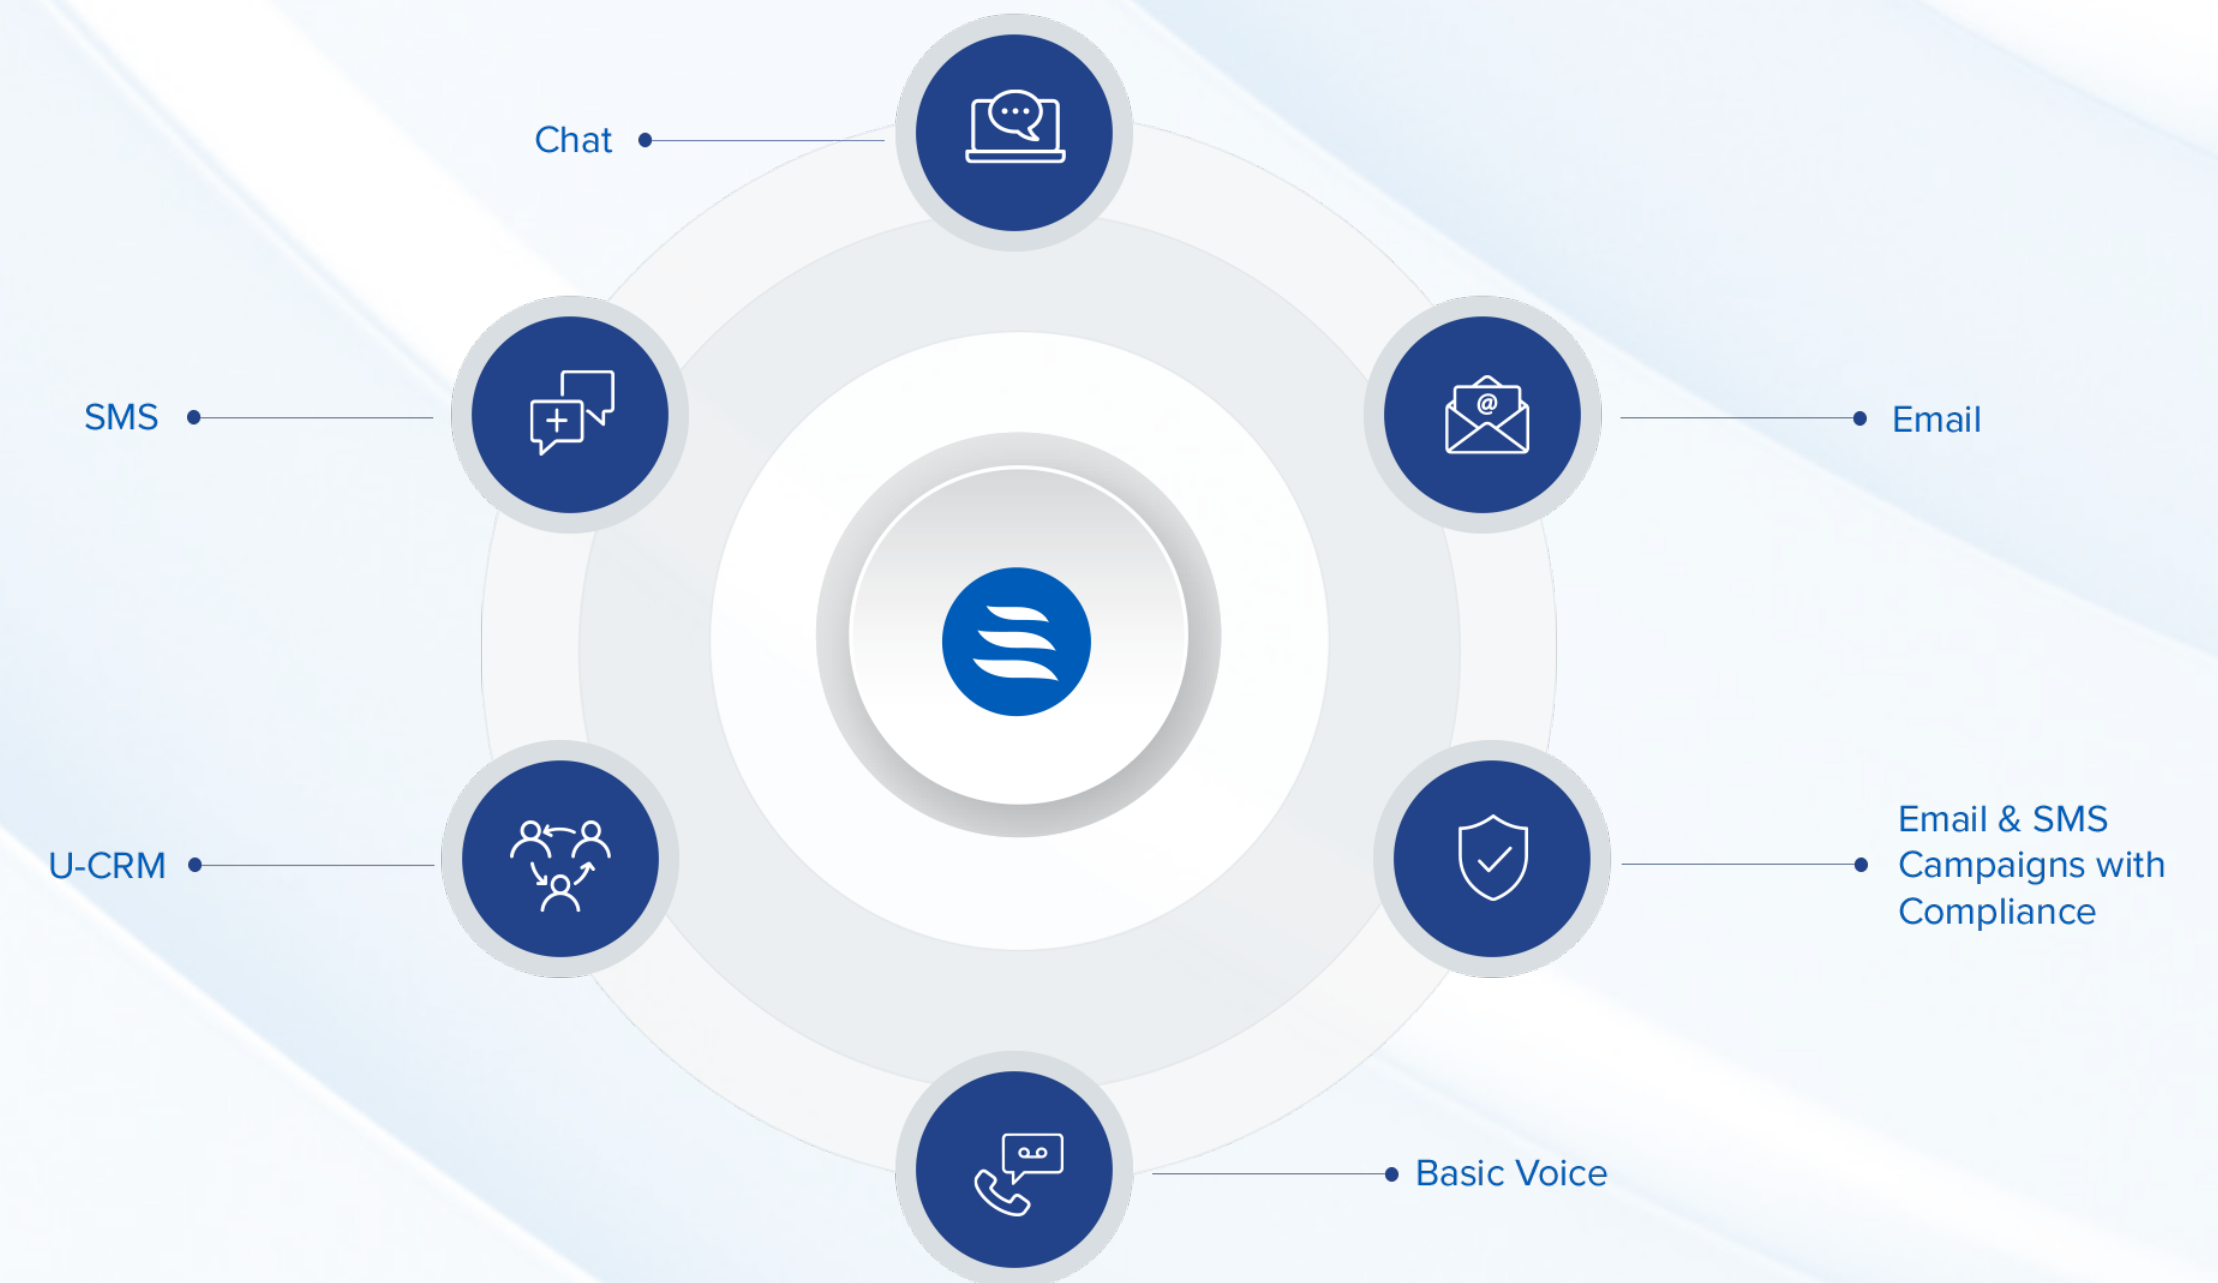 Chat
SMS
Email
@
Email & SMS
Campaigns with
Compliance
U-CRM
Basic Voice